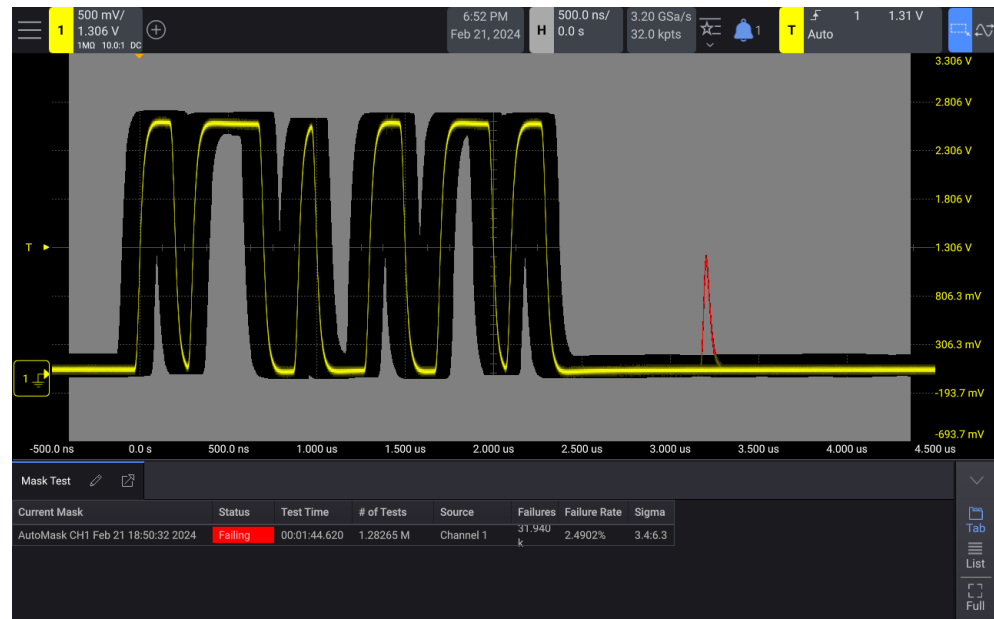 500 mV/
1
1.306 V
1MΩ 10.0:1 DC
6:52 PM
Feb 21, 2024
H
500.0 ns/
0.0 s
3.20 GSa/s
32.0 kpts
1
T
1
1.31 V
Auto
3.306 V
2.806 V
2.306 V
1.806 V
T
1.306 V
806.3 mV
306.3 mV
1
-193.7 mV
-693.7 mV
-500.0 ns
0.0 s
500.0 ns
1.000 us
1.500 us
2.000 us
2.500 us
3.000 us
3.500 us
4.000 us
4.500 us
Mask Test
Current Mask Status Test Time # of Tests Source Failures Failure Rate Sigma
AutoMask CH1 Feb 21 18:50:32 2024 Failing 00:01:44.620 1.28265 M Channel 1 31.940 k 2.4902% 3.4:6.3
Tab
List
Full